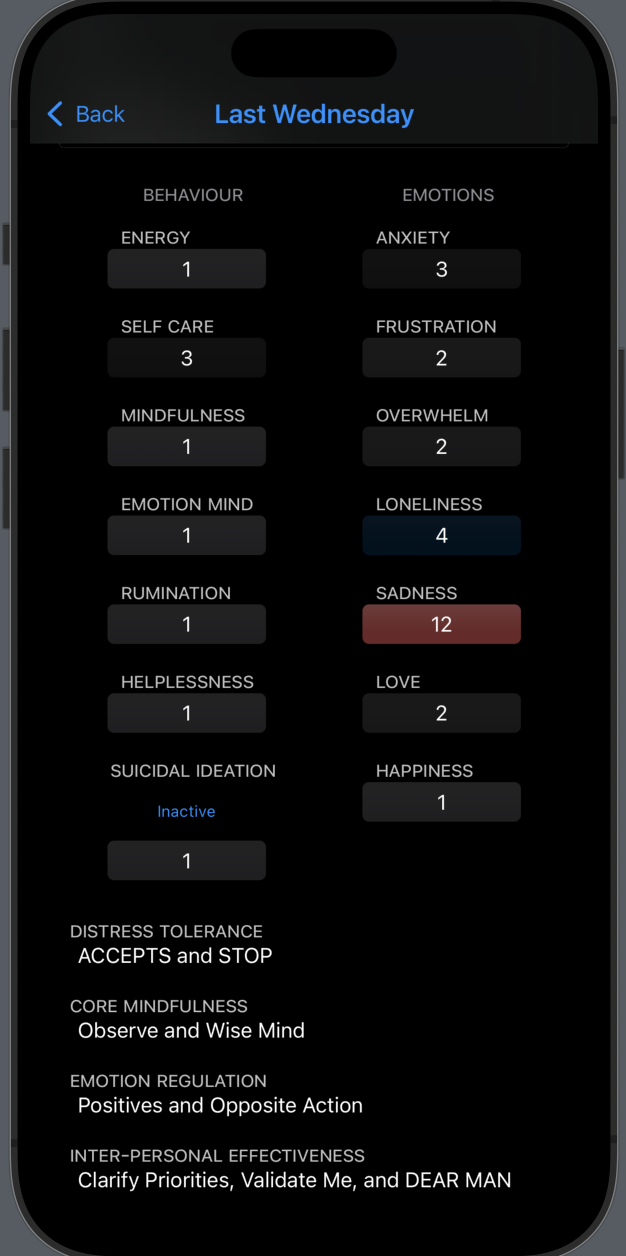 Back
Last Wednesday
BEHAVIOUR
EMOTIONS
ENERGY
1
ANXIETY
3
SELF CARE
3
FRUSTRATION
2
MINDFULNESS
1
OVERWHELM
2
EMOTION MIND
1
LONELINESS
4
RUMINATION
1
SADNESS
12
HELPLESSNESS
1
LOVE
2
SUICIDAL IDEATION
Inactive
1
HAPPINESS
1
DISTRESS TOLERANCE
ACCEPTS and STOP
CORE MINDFULNESS
Observe and Wise Mind
EMOTION REGULATION
Positives and Opposite Action
INTER-PERSONAL EFFECTIVENESS
Clarify Priorities, Validate Me, and DEAR MAN